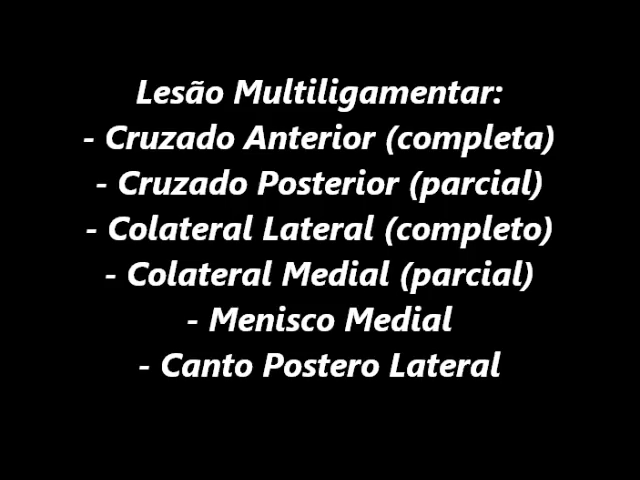 Lesão Multiligamentar:
- Cruzado Anterior (completa)
- Cruzado Posterior (parcial)
- Colateral Lateral (completo)
- Colateral Medial (parcial)
- Menisco Medial
- Canto Postero Lateral